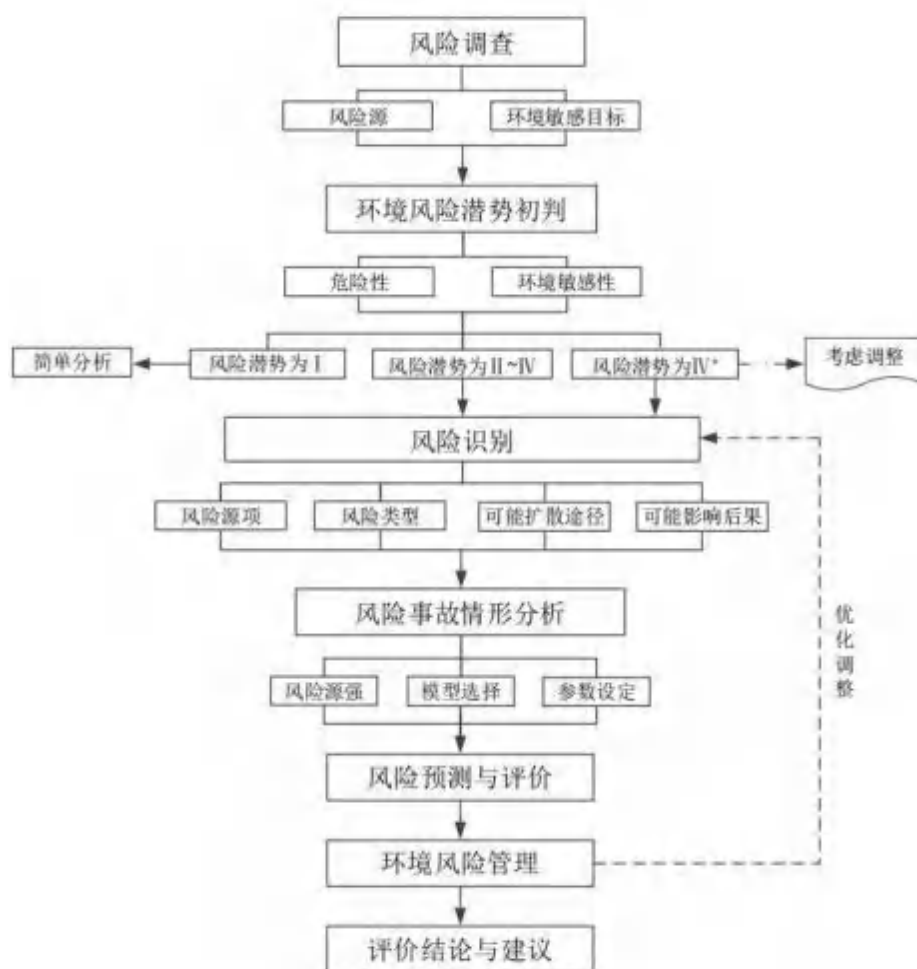 风险调查
风险源
环境敏感目标
环境风险潜势初判
危险性
环境敏感性
简单分析
风险潜势为Ⅰ
风险潜势为Ⅱ~Ⅳ
风险潜势为Ⅳ+
考虑调整
风险识别
风险源项
风险类型
可能扩散途径
可能影响后果
风险事故情形分析
优化调整
风险源强
模型选择
参数设定
风险预测与评价
环境风险管理
评价结论与建议